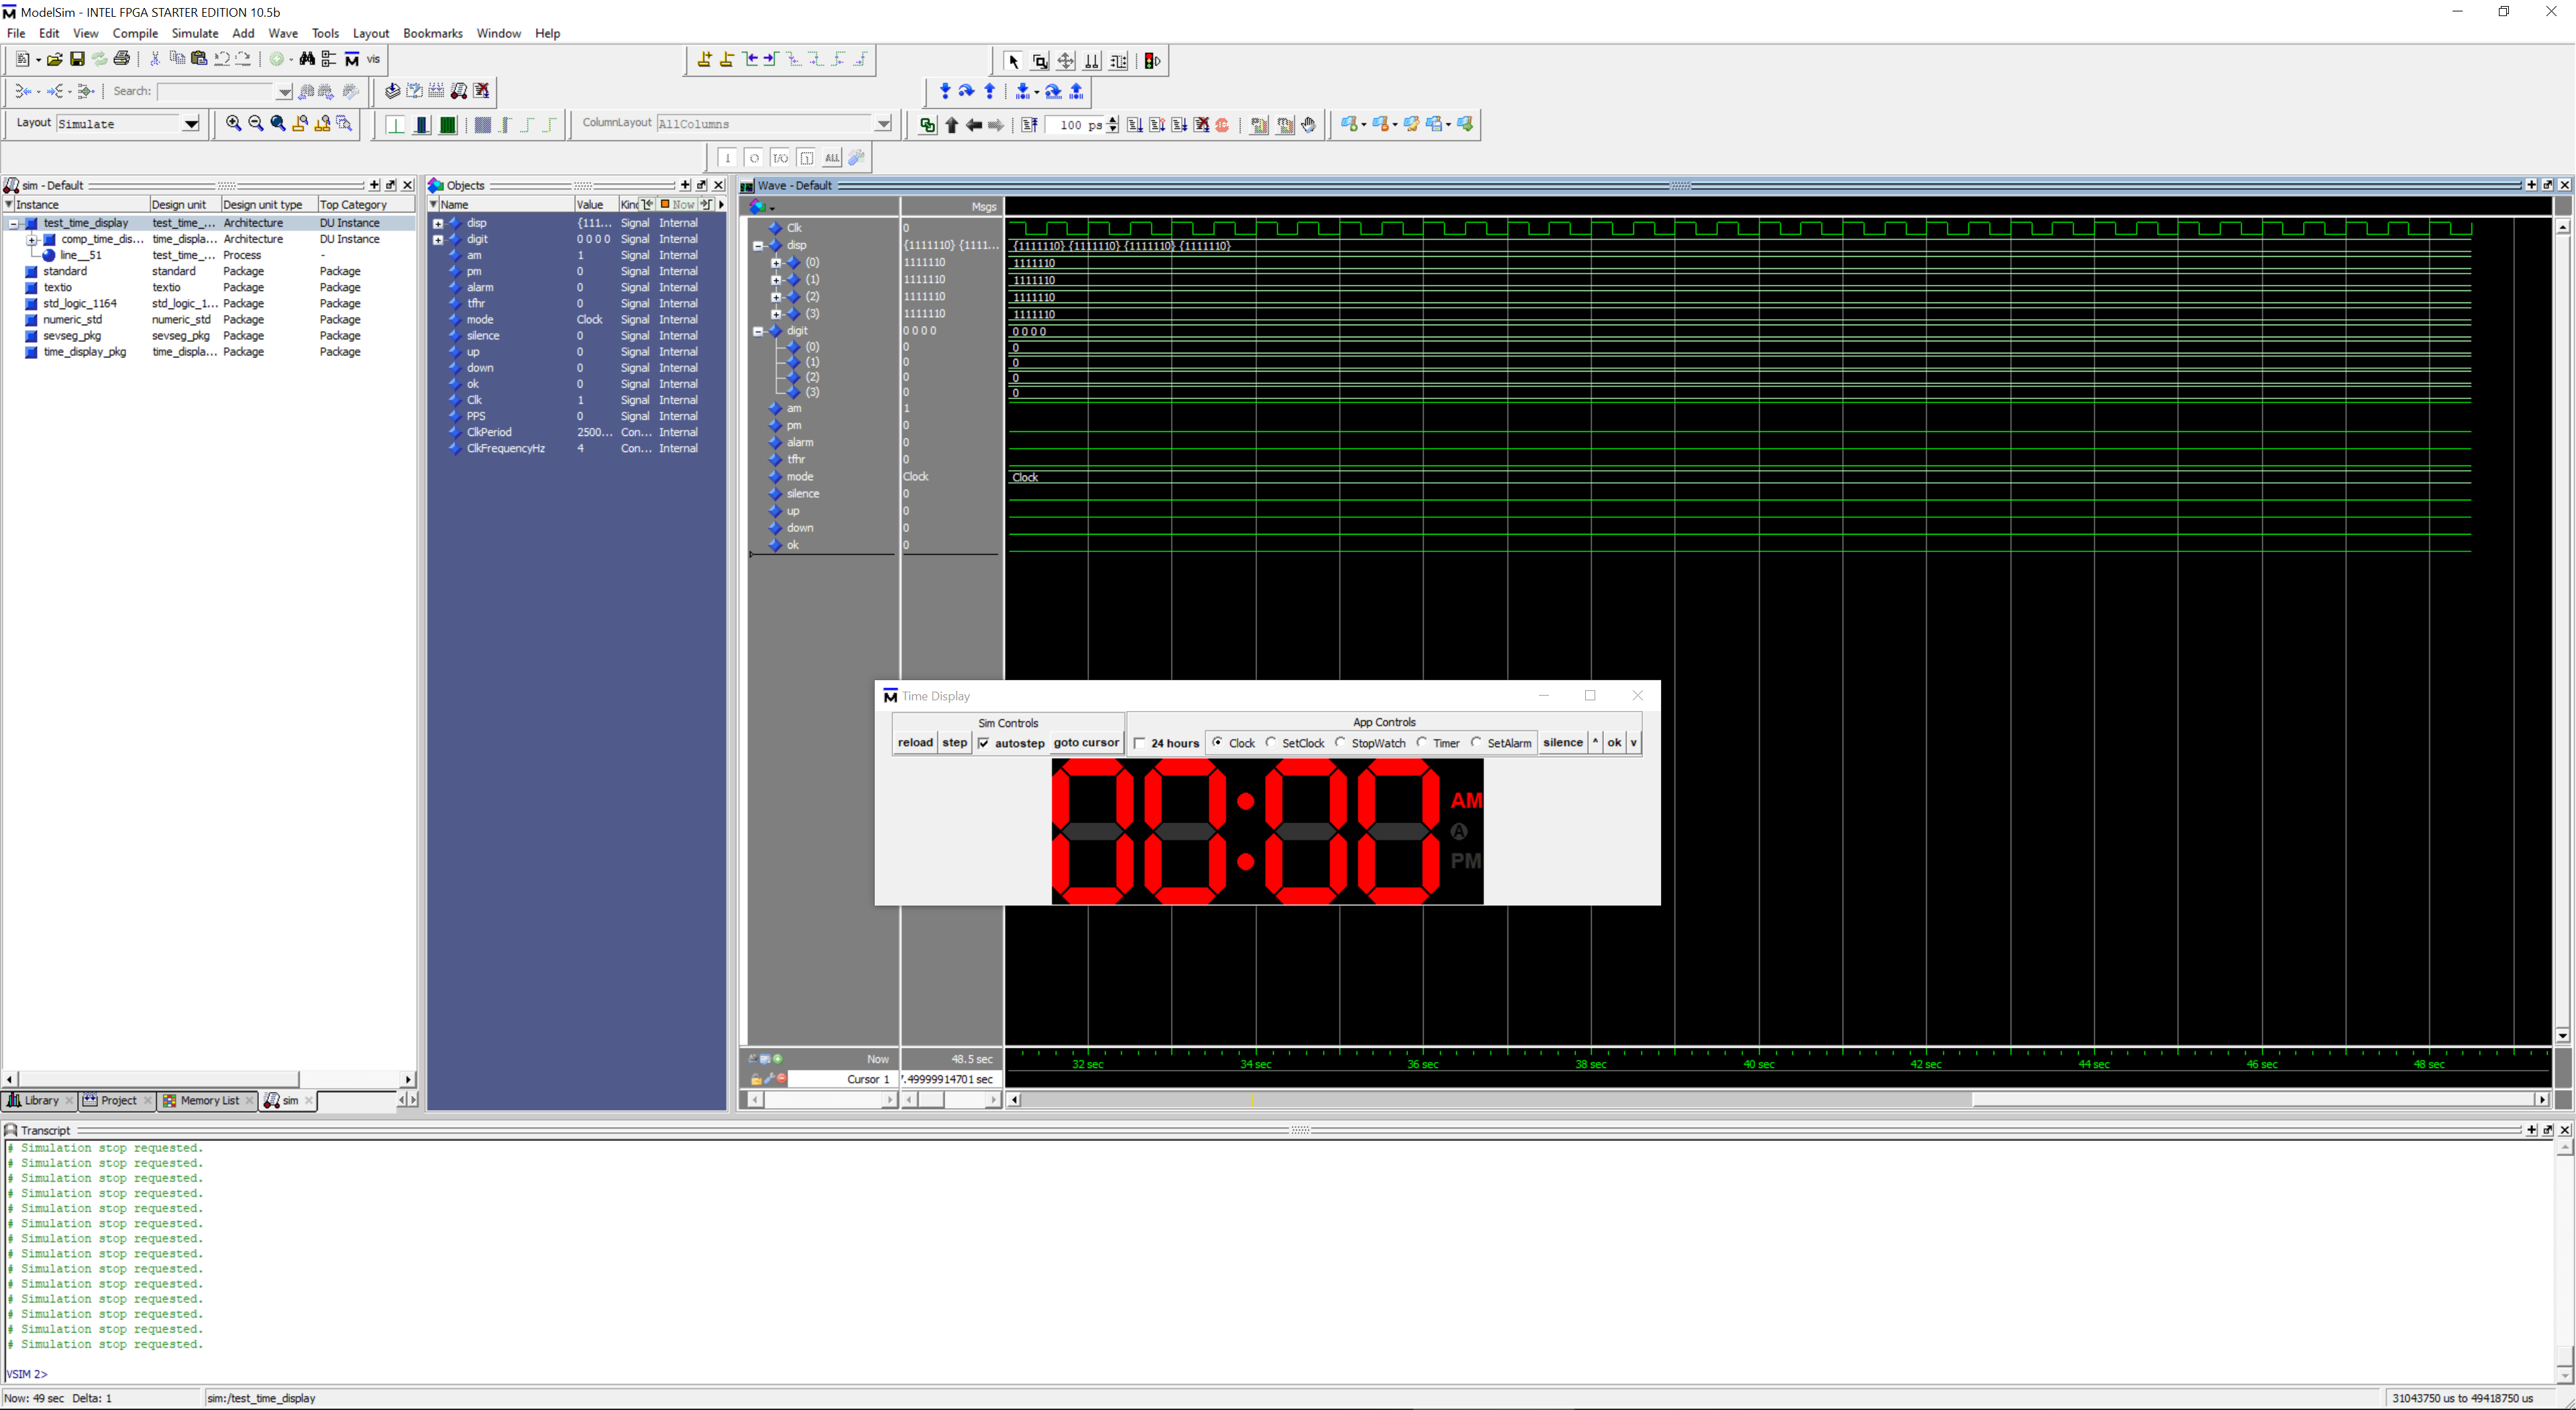 ModelSim - INTEL FPGA STARTER EDITION 10.5b
File Edit View Compile Simulate Add Wave Tools Layout Bookmarks Window Help
vis
Search:
Layout Simulate
ColumnLayout AllColumns
100 ps
ALL
sim - Default
Instance Design unit Design unit type Top Category
test_time_display test_time_... Architecture DU Instance
comp_time_dis... time_displa... Architecture DU Instance
line__51 test_time_... Process -
standard standard Package Package
textio textio Package Package
std_logic_1164 std_logic_1... Package Package
numeric_std numeric_std Package Package
sevseg_pkg sevseg_pkg Package Package
time_display_pkg time_displa... Package Package
Library Project Memory List sim
Objects
Name Value Kind Now
disp {111... Signal Internal
digit 0 0 0 0 Signal Internal
am 1 Signal Internal
pm 0 Signal Internal
alarm 0 Signal Internal
tfhr 0 Signal Internal
mode Clock Signal Internal
silence 0 Signal Internal
up 0 Signal Internal
down 0 Signal Internal
ok 0 Signal Internal
Clk 1 Signal Internal
PPS 0 Signal Internal
ClkPeriod 2500... Con... Internal
ClkFrequencyHz 4 Con... Internal
Wave - Default
Msgs
Clk 0
disp {1111110} {1111... {1111110} {1111110} {1111110} {1111110}
(0) 1111110 1111110
(1) 1111110 1111110
(2) 1111110 1111110
(3) 1111110 1111110
digit 0 0 0 0 0 0 0 0
(0) 0 0
(1) 0 0
(2) 0 0
(3) 0 0
am 1
pm 0
alarm 0
tfhr 0
mode Clock Clock
silence 0
up 0
down 0
ok 0
Time Display
Sim Controls App Controls
reload step autostep goto cursor 24 hours Clock SetClock StopWatch Timer SetAlarm silence ^ ok v
00:00
AM
A
PM
Now 48.5 sec
32 sec 34 sec 36 sec 38 sec 40 sec 42 sec 44 sec 46 sec 48 sec
Cursor 1 .49999914701 sec
Transcript
# Simulation stop requested.
# Simulation stop requested.
# Simulation stop requested.
# Simulation stop requested.
# Simulation stop requested.
# Simulation stop requested.
# Simulation stop requested.
# Simulation stop requested.
# Simulation stop requested.
# Simulation stop requested.
# Simulation stop requested.
# Simulation stop requested.
# Simulation stop requested.
# Simulation stop requested.
VSIM 2>
Now: 49 sec Delta: 1 sim:/test_time_display 31043750 us to 49418750 us